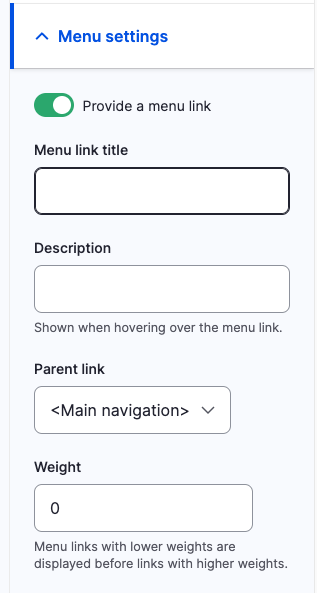 Menu settings
Provide a menu link
Menu link title
Description
Shown when hovering over the menu link.
Parent link
<Main navigation>
Weight
0
Menu links with lower weights are
displayed before links with higher weights.